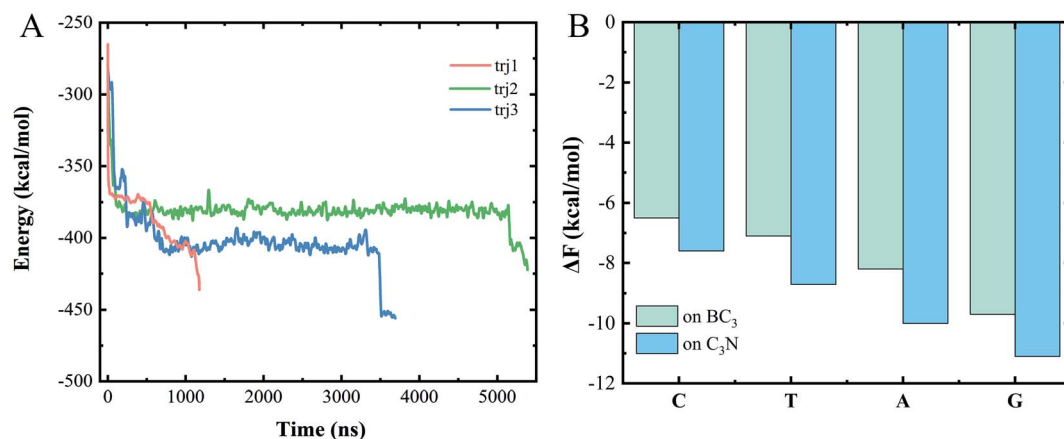 A
Energy (kcal/mol)
-250
-300
-350
-400
-450
-500
trj1
trj2
trj3
0 1000 2000 3000 4000 5000
Time (ns)
B
ΔF (kcal/mol)
0
-2
-4
-6
-8
-10
-12
on BC₃
on C₃N
C T A G